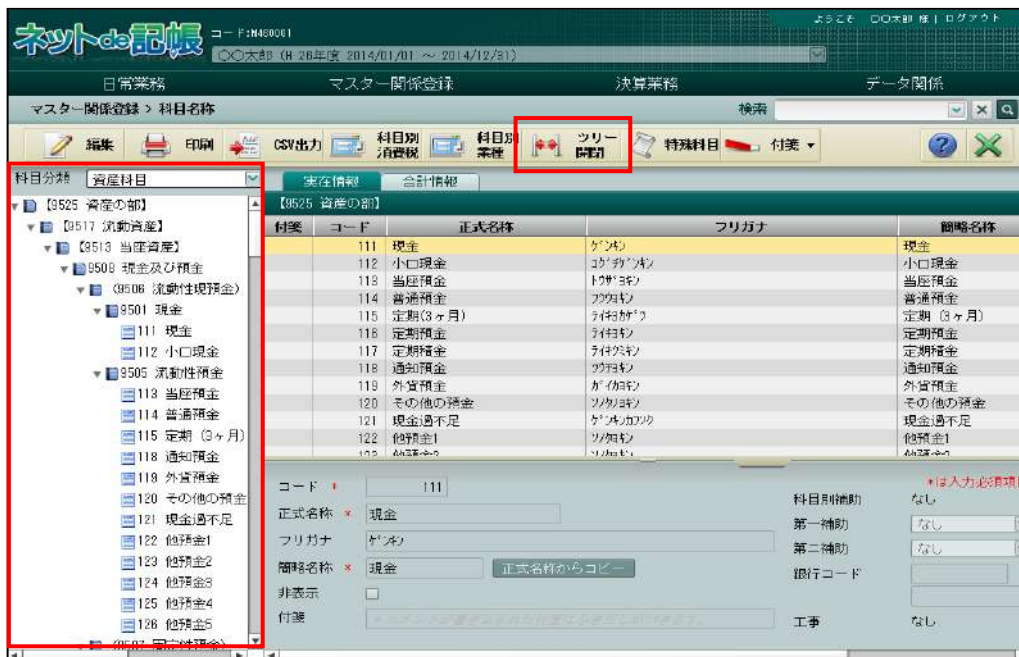 ようこそ 〇〇太郎 様 | ログアウト
ネットde記帳 コード:N460001
〇〇太郎 (H 26年度 2014/01/01 ～ 2014/12/31)
日常業務 マスター関係登録 決算業務 データ関係
マスター関係登録 > 科目名称 検索
編集 印刷 CSV出力 科目別消費税 科目別業種 ツリー開閉 特殊科目 付箋
科目分類 資産科目
【9525 資産の部】
【9517 流動資産】
【9513 当座資産】
9508 現金及び預金
(9506 流動性現預金)
9501 現金
111 現金
112 小口現金
9505 流動性預金
113 当座預金
114 普通預金
115 定期 (3ヶ月)
118 通知預金
119 外貨預金
120 その他の預金
121 現金過不足
122 他預金1
123 他預金2
124 他預金3
125 他預金4
126 他預金5
(9507 固定性預金)
実在情報 合計情報
【9525 資産の部】
付箋 コード 正式名称 フリガナ 簡略名称
111 現金 ｹﾞﾝｷﾝ 現金
112 小口現金 ｺｸﾞﾁｹﾞﾝｷﾝ 小口現金
113 当座預金 ﾄｳｻﾞﾖｷﾝ 当座預金
114 普通預金 ﾌﾂｳﾖｷﾝ 普通預金
115 定期(3ヶ月) ﾃｲｷ3ｶｹﾞﾂ 定期 (3ヶ月)
116 定期預金 ﾃｲｷﾖｷﾝ 定期預金
117 定期積金 ﾃｲｷﾂﾐｷﾝ 定期積金
118 通知預金 ﾂｳﾁﾖｷﾝ 通知預金
119 外貨預金 ｶﾞｲｶﾖｷﾝ 外貨預金
120 その他の預金 ｿﾉﾀﾉﾖｷﾝ その他の預金
121 現金過不足 ｹﾞﾝｷﾝｶﾌｿｸ 現金過不足
122 他預金1 ｿﾉﾀﾖｷﾝ 他預金1
*は入力必須項
コード * 111
正式名称 * 現金
フリガナ ｹﾞﾝｷﾝ
簡略名称 * 現金 正式名称からコピー
非表示
付箋
科目別補助 なし
第一補助 なし
第二補助 なし
銀行コード
工事 なし